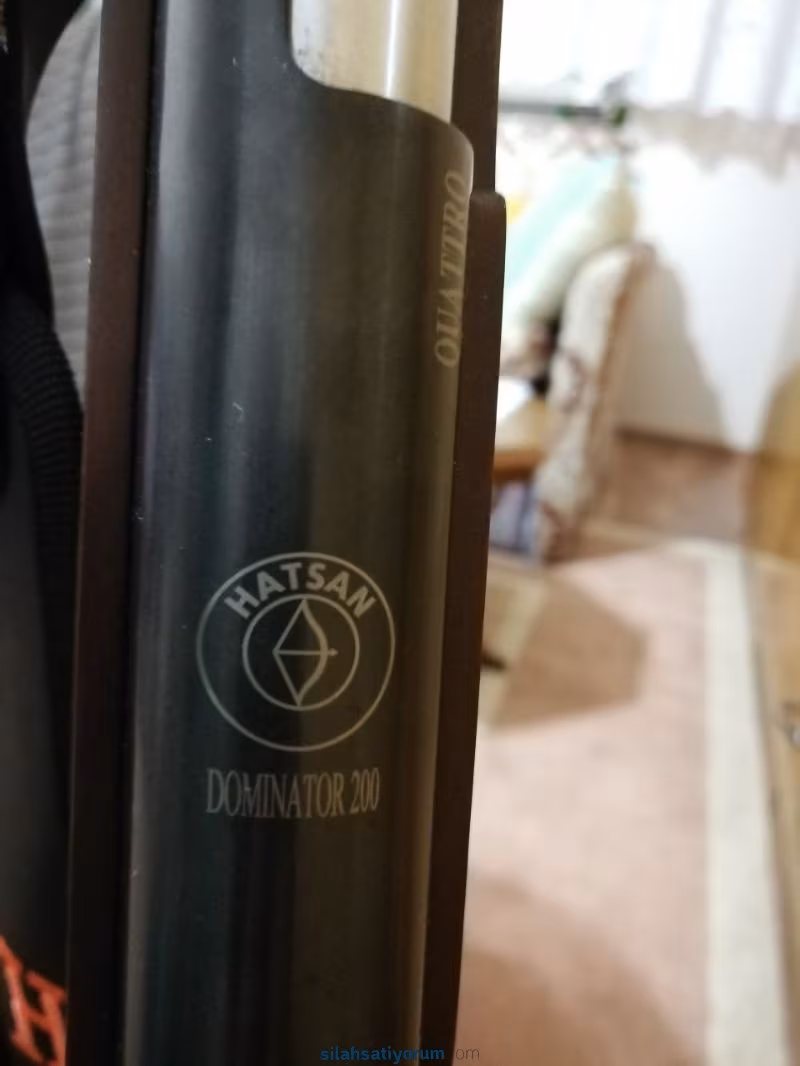 QUATTRO
HATSAN
DOMINATOR 200
H
silahsatiyorum.com